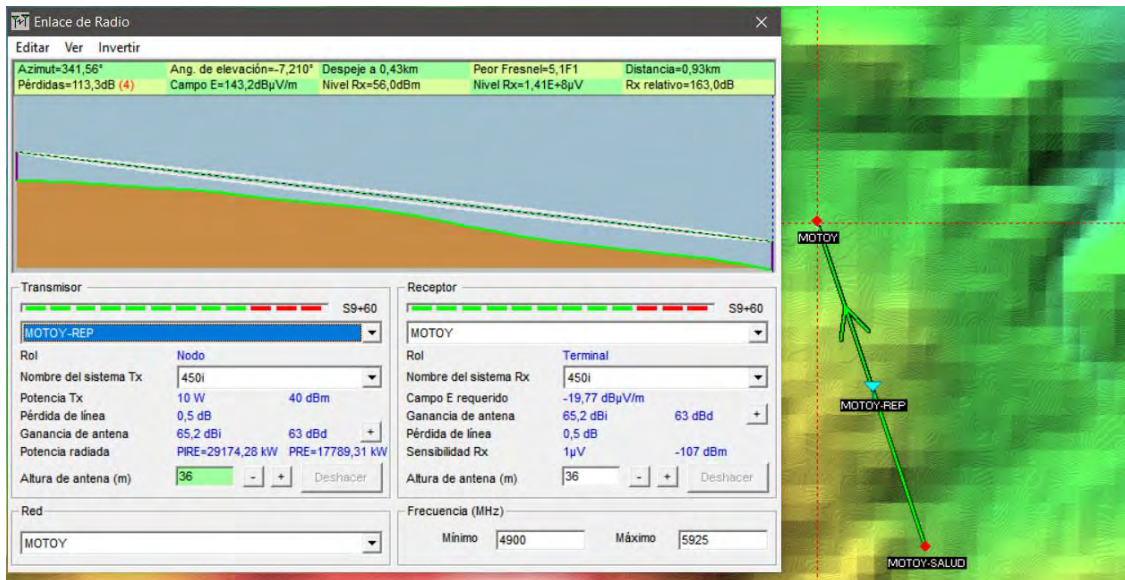 Enlace de Radio
Editar Ver Invertir
Azimut=341,56° Ang. de elevación=-7,210° Despeje a 0,43km Peor Fresnel=5,1F1 Distancia=0,93km
Pérdidas=113,3dB (4) Campo E=143,2dBµV/m Nivel Rx=56,0dBm Nivel Rx=1,41E+8µV Rx relativo=163,0dB
Transmisor
S9+60
MOTOY-REP
Rol Nodo
Nombre del sistema Tx 450i
Potencia Tx 10 W 40 dBm
Pérdida de línea 0,5 dB
Ganancia de antena 65,2 dBi 63 dBd +
Potencia radiada PIRE=29174,28 kW PRE=17789,31 kW
Altura de antena (m) 36 - + Deshacer
Red
MOTOY
Receptor
S9+60
MOTOY
Rol Terminal
Nombre del sistema Rx 450i
Campo E requerido -19,77 dBµV/m
Ganancia de antena 65,2 dBi 63 dBd +
Pérdida de línea 0,5 dB
Sensibilidad Rx 1µV -107 dBm
Altura de antena (m) 36 - + Deshacer
Frecuencia (MHz)
Mínimo 4900 Máximo 5925
MOTOY
MOTOY-REP
MOTOY-SALUD